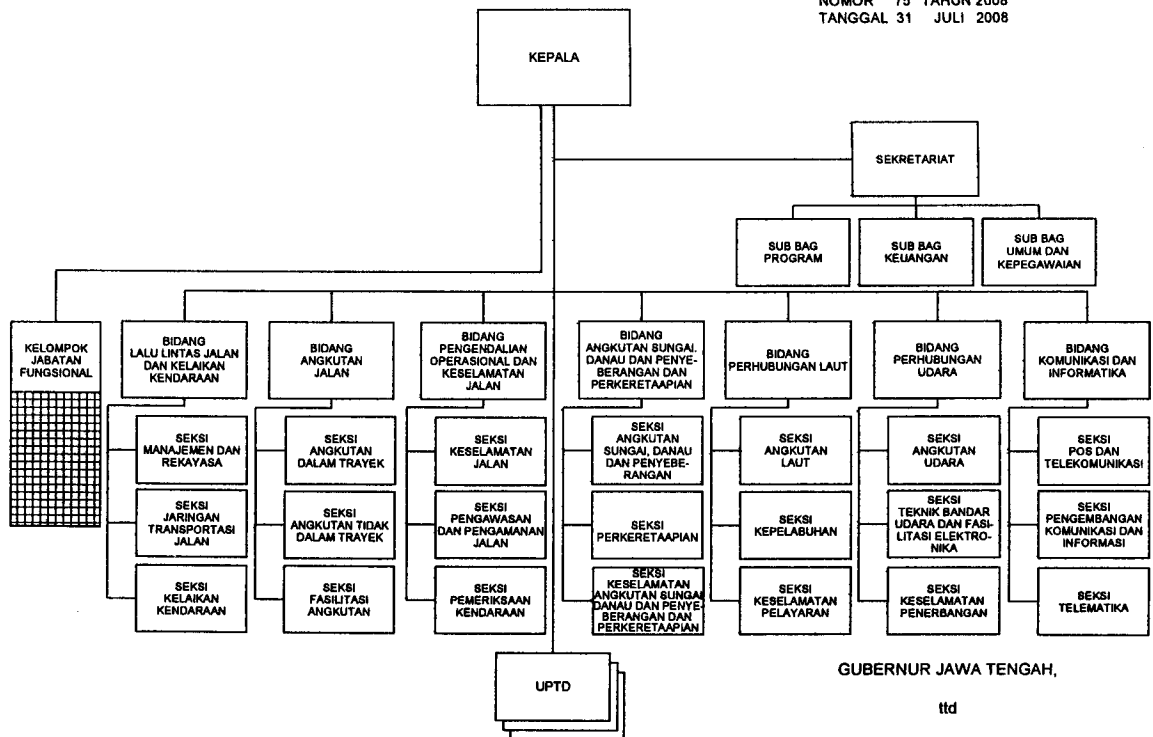 NOMOR 75 TAHUN 2008
TANGGAL 31 JULI 2008
KEPALA
SEKRETARIAT
SUB BAG
PROGRAM
SUB BAG
KEUANGAN
SUB BAG
UMUM DAN
KEPEGAWAIAN
KELOMPOK
JABATAN
FUNGSIONAL
BIDANG
LALU LINTAS JALAN
DAN KELAIKAN
KENDARAAN
BIDANG
ANGKUTAN
JALAN
BIDANG
PENGENDALIAN
OPERASIONAL DAN
KESELAMATAN
JALAN
BIDANG
ANGKUTAN SUNGAI,
DANAU DAN PENYE-
BERANGAN DAN
PERKERETAAPIAN
BIDANG
PERHUBUNGAN LAUT
BIDANG
PERHUBUNGAN
UDARA
BIDANG
KOMUNIKASI DAN
INFORMATIKA
SEKSI
MANAJEMEN DAN
REKAYASA
SEKSI
ANGKUTAN
DALAM TRAYEK
SEKSI
KESELAMATAN
JALAN
SEKSI
ANGKUTAN
SUNGAI, DANAU
DAN PENYEBE-
RANGAN
SEKSI
ANGKUTAN
LAUT
SEKSI
ANGKUTAN
UDARA
SEKSI
POS DAN
TELEKOMUNIKASI
SEKSI
JARINGAN
TRANSPORTASI
JALAN
SEKSI
ANGKUTAN TIDAK
DALAM TRAYEK
SEKSI
PENGAWASAN
DAN PENGAMANAN
JALAN
SEKSI
PERKERETAAPIAN
SEKSI
KEPELABUHAN
SEKSI
TEKNIK BANDAR
UDARA DAN FASI-
LITASI ELEKTRO-
NIKA
SEKSI
PENGEMBANGAN
KOMUNIKASI DAN
INFORMASI
SEKSI
KELAIKAN
KENDARAAN
SEKSI
FASILITASI
ANGKUTAN
SEKSI
PEMERIKSAAN
KENDARAAN
SEKSI
KESELAMATAN
ANGKUTAN SUNGAI
DANAU DAN PENYE-
BERANGAN DAN
PERKERETAAPIAN
SEKSI
KESELAMATAN
PELAYARAN
SEKSI
KESELAMATAN
PENERBANGAN
SEKSI
TELEMATIKA
UPTD
GUBERNUR JAWA TENGAH,
ttd